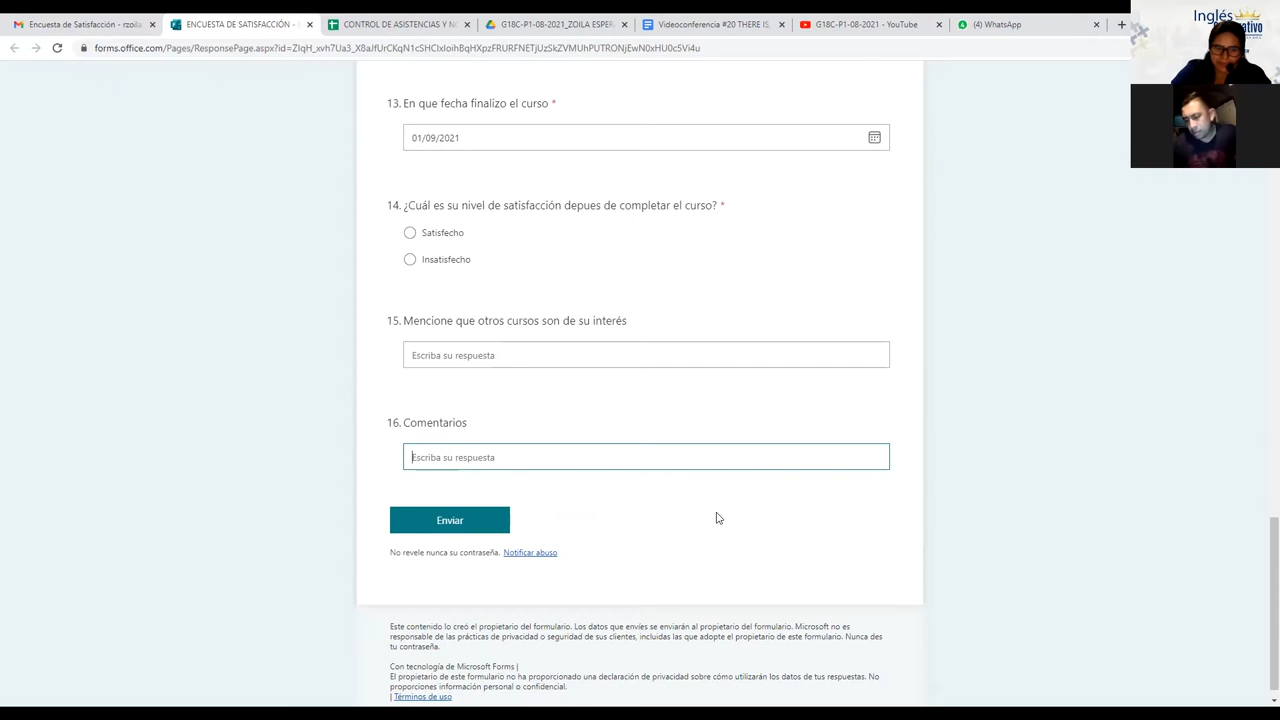 Encuesta de Satisfacción - rzoila
ENCUESTA DE SATISFACCIÓN -
CONTROL DE ASISTENCIAS Y NO
G18C-P1-08-2021_ZOILA ESPER
Videoconferencia #20 THERE IS,
G18C-P1-08-2021 - YouTube
(4) WhatsApp
Inglés
forms.office.com/Pages/ResponsePage.aspx?id=
13. En que fecha finalizo el curso *
01/09/2021
14. ¿Cuál es su nivel de satisfacción depues de completar el curso? *
Satisfecho
Insatisfecho
15. Mencione que otros cursos son de su interés
Escriba su respuesta
16. Comentarios
Escriba su respuesta
Enviar
No revele nunca su contraseña. Notificar abuso
Este contenido lo creó el propietario del formulario. Los datos que envíes se enviarán al propietario del formulario. Microsoft no es
responsable de las prácticas de privacidad o seguridad de sus clientes, incluidas las que adopte el propietario de este formulario. Nunca des
tu contraseña.
Con tecnología de Microsoft Forms |
El propietario de este formulario no ha proporcionado una declaración de privacidad sobre cómo utilizarán los datos de tus respuestas. No
proporciones información personal o confidencial.
| Términos de uso